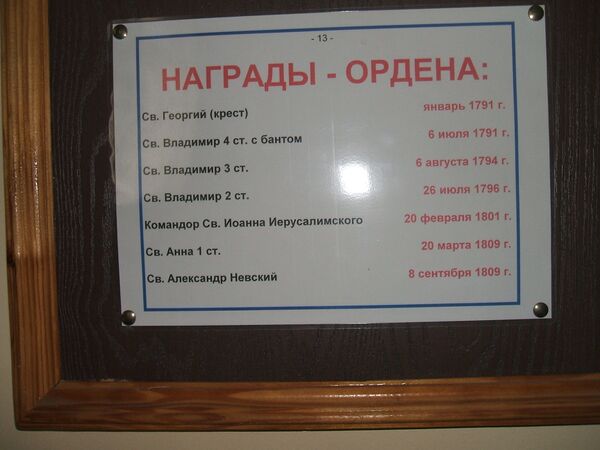 - 13 -
НАГРАДЫ - ОРДЕНА:
Св. Георгий (крест) январь 1791 г.
Св. Владимир 4 ст. с бантом 6 июля 1791 г.
Св. Владимир 3 ст. 6 августа 1794 г.
Св. Владимир 2 ст. 26 июля 1796 г.
Командор Св. Иоанна Иерусалимского 20 февраля 1801 г.
Св. Анна 1 ст. 20 марта 1809 г.
Св. Александр Невский 8 сентября 1809 г.